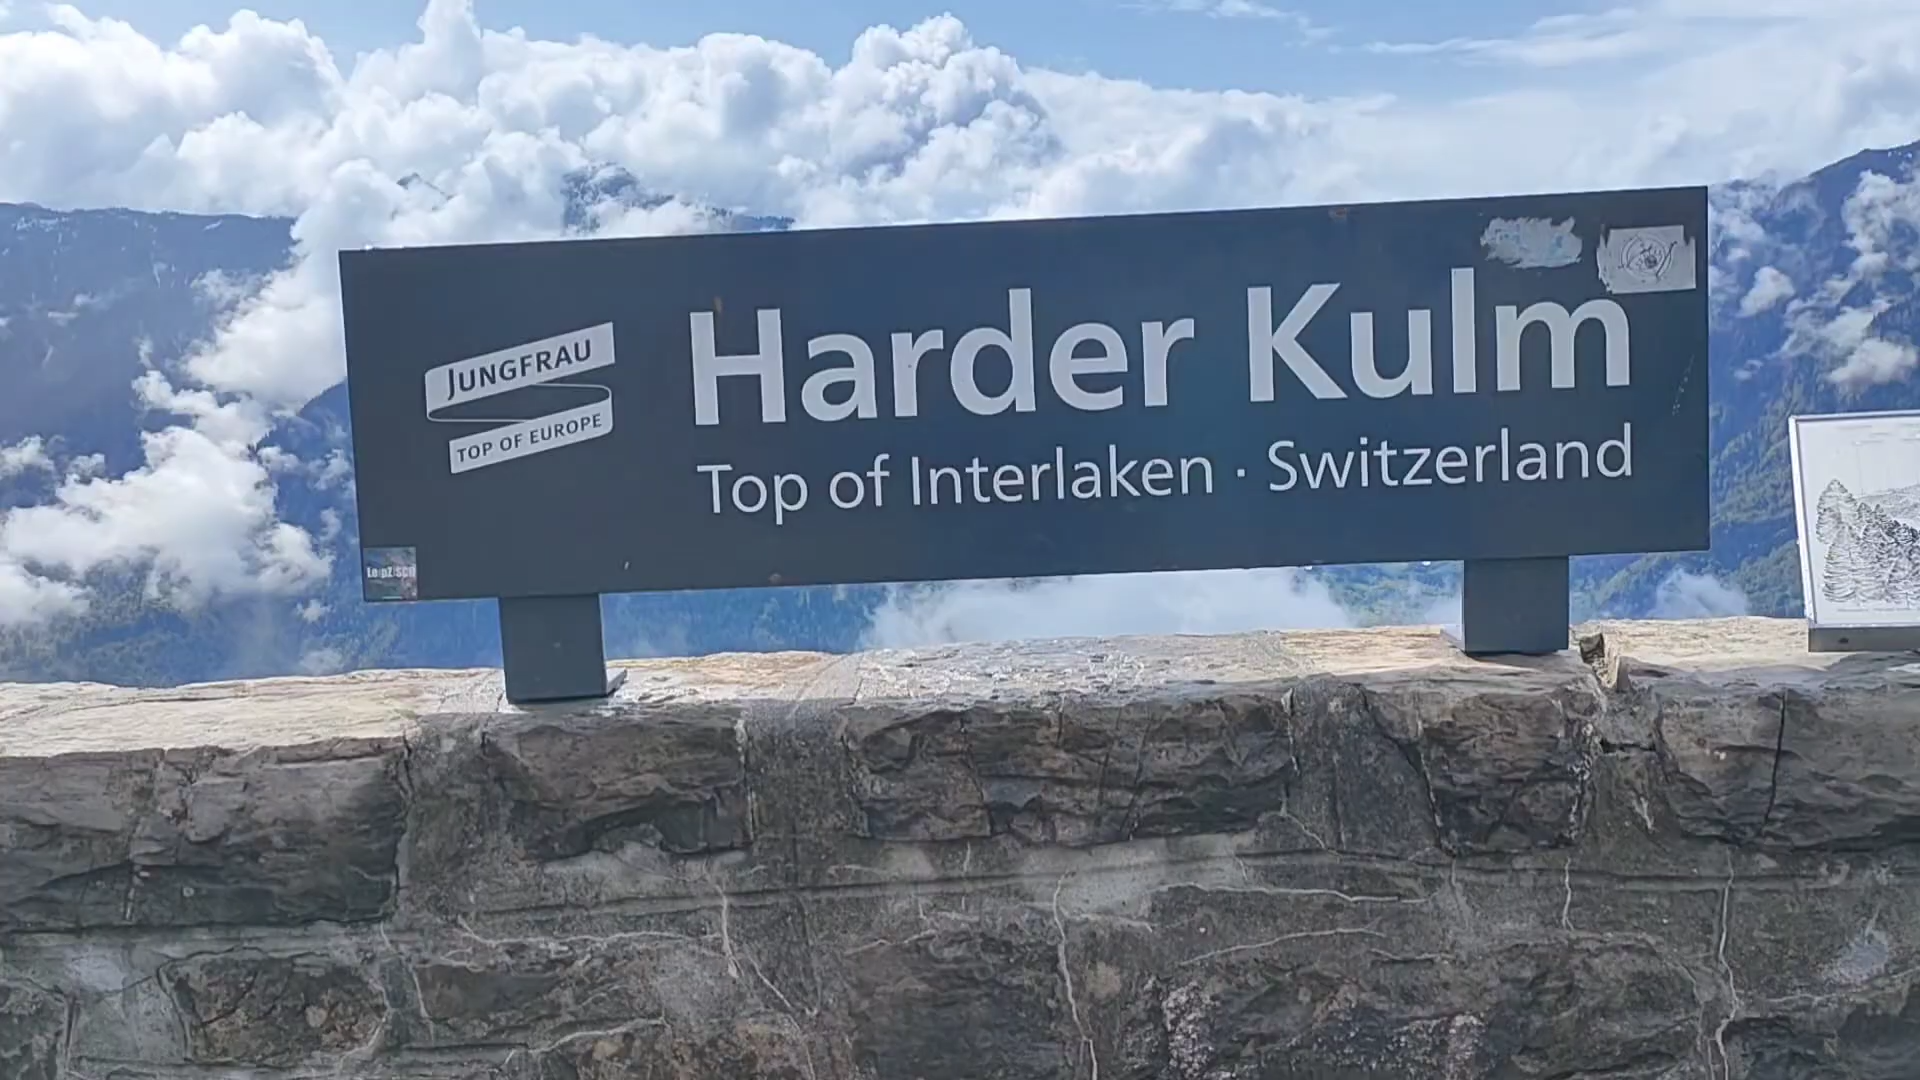 JUNGFRAU
TOP OF EUROPE
Harder Kulm
Top of Interlaken · Switzerland